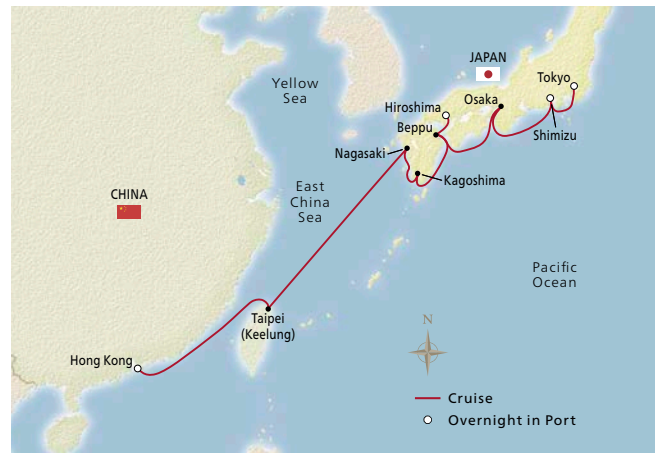 Yellow
Sea
JAPAN
Tokyo
Hiroshima
Osaka
Beppu
Shimizu
Nagasaki
Kagoshima
CHINA
East
China
Sea
Pacific
Ocean
Taipei
(Keelung)
N
Hong Kong
Cruise
Overnight in Port